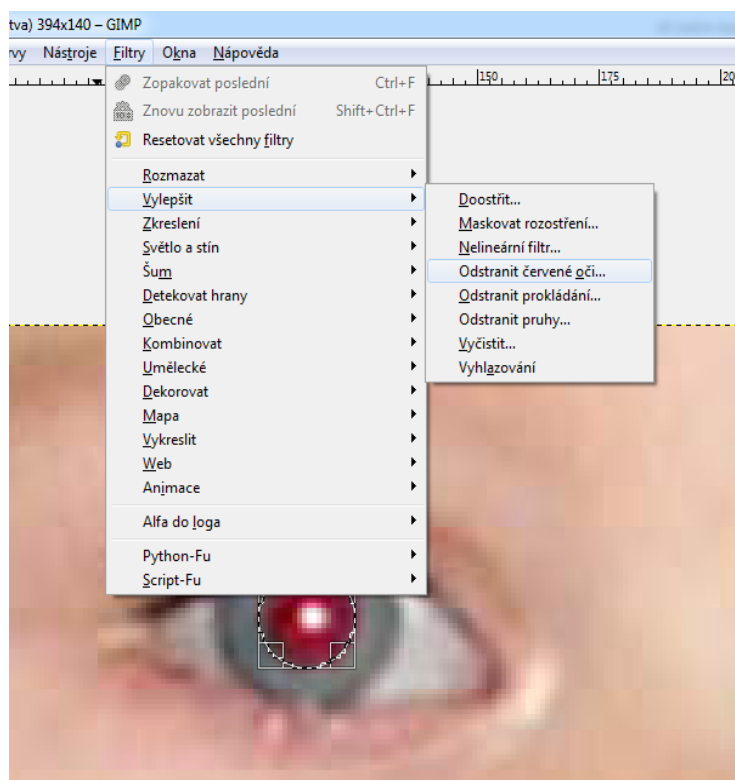 tva) 394x140 – GIMP
vy Nástroje Filtry Okna Nápověda
150 175 20
Zopakovat poslední Ctrl+F
Znovu zobrazit poslední Shift+Ctrl+F
Resetovat všechny filtry
Rozmazat
Vylepšit
Zkreslení
Světlo a stín
Šum
Detekovat hrany
Obecné
Kombinovat
Umělecké
Dekorovat
Mapa
Vykreslit
Web
Animace
Alfa do loga
Python-Fu
Script-Fu
Doostřit...
Maskovat rozostření...
Nelineární filtr...
Odstranit červené oči...
Odstranit prokládání...
Odstranit pruhy...
Vyčistit...
Vyhlazování